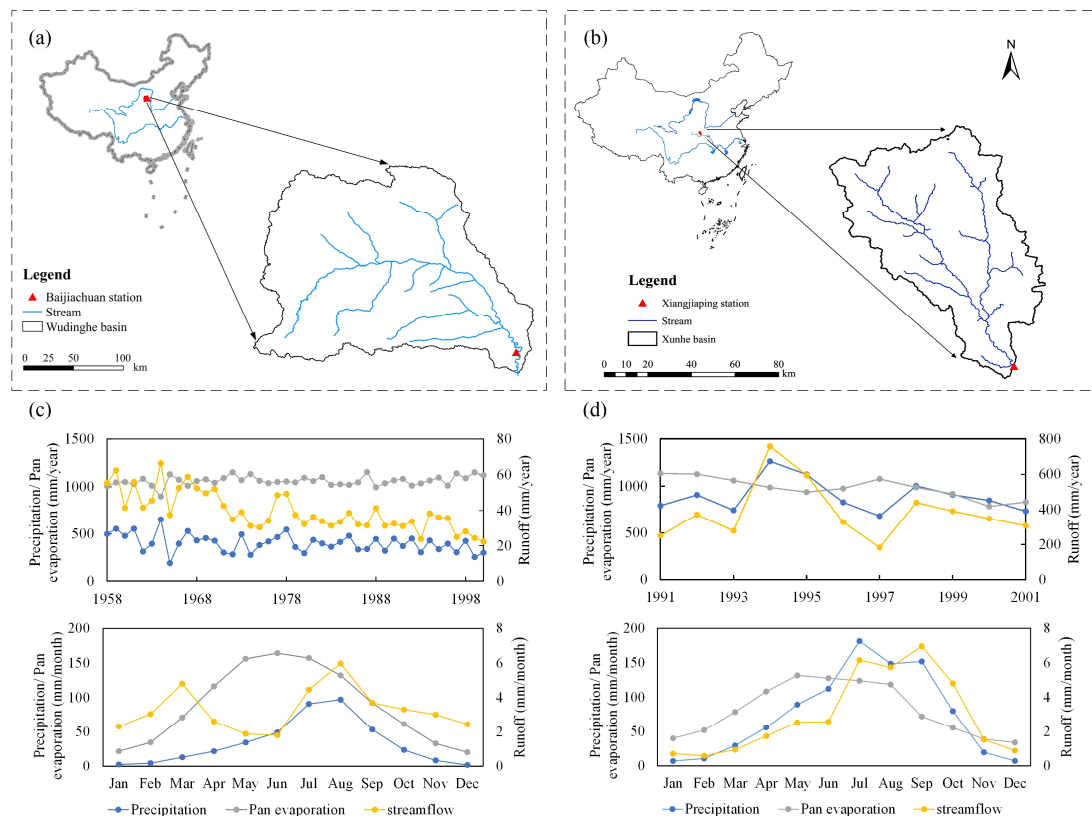 (a)
Legend
Baijiachuan station
Stream
Wudinghe basin
0 25 50 100
km
(b)
N
Legend
Xiangjiaping station
Stream
Xunhe basin
0 10 20 40 60 80
km
(c)
Precipitation/ Pan
evaporation (mm/year)
1500
1000
500
0
80
60
40
20
0
Runoff (mm/year)
1958 1968 1978 1988 1998
Precipitation/ Pan
evaporation (mm/month)
200
150
100
50
0
8
6
4
2
0
Runoff (mm/month)
Jan Feb Mar Apr May Jun Jul Aug Sep Oct Nov Dec
Precipitation Pan evaporation streamflow
(d)
Precipitation/ Pan
evaporation (mm/year)
1500
1000
500
0
800
600
400
200
0
Runoff (mm/year)
1991 1993 1995 1997 1999 2001
Precipitation/ Pan
evaporation (mm/month)
200
150
100
50
0
8
6
4
2
0
Runoff (mm/month)
Jan Feb Mar Apr May Jun Jul Aug Sep Oct Nov Dec
Precipitation Pan evaporation streamflow